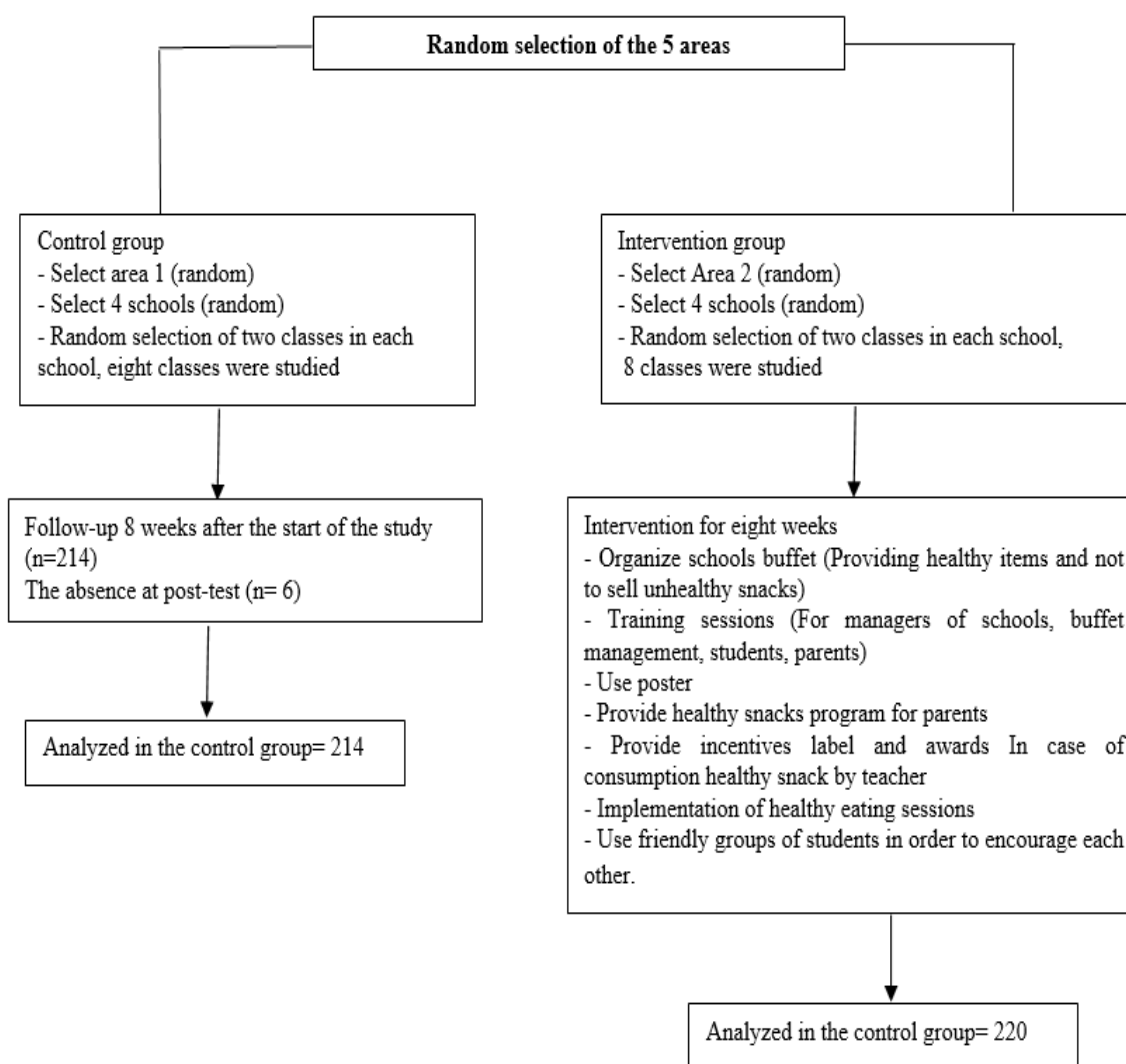 Random selection of the 5 areas
Control group
- Select area 1 (random)
- Select 4 schools (random)
- Random selection of two classes in each
school, eight classes were studied
Intervention group
- Select Area 2 (random)
- Select 4 schools (random)
- Random selection of two classes in each school,
8 classes were studied
Follow-up 8 weeks after the start of the study
(n=214)
The absence at post-test (n= 6)
Intervention for eight weeks
- Organize schools buffet (Providing healthy items and not
to sell unhealthy snacks)
- Training sessions (For managers of schools, buffet
management, students, parents)
- Use poster
- Provide healthy snacks program for parents
- Provide incentives label and awards In case of
consumption healthy snack by teacher
- Implementation of healthy eating sessions
- Use friendly groups of students in order to encourage each
other.
Analyzed in the control group= 214
Analyzed in the control group= 220